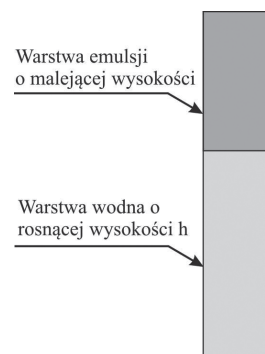 Warstwa emulsji
o malejącej wysokości
Warstwa wodna o
rosnącej wysokości h